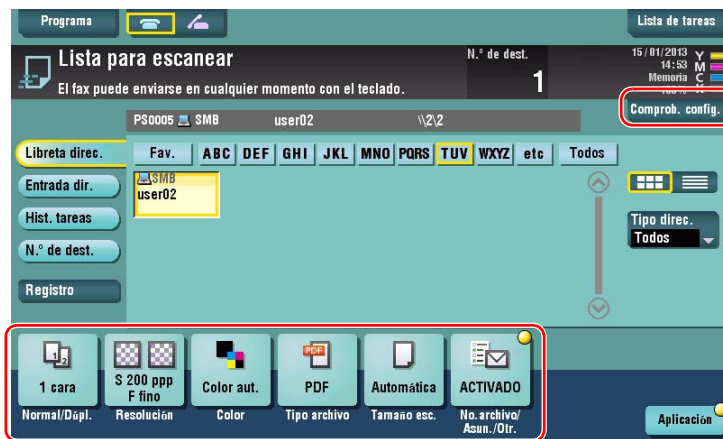 Programa
Lista de tareas
Lista para escanear
N.º de dest.
1
El fax puede enviarse en cualquier momento con el teclado.
15/01/2013
14:53
Memoria
100%
Y
M
C
K
Comprob. config.
PS0005 SMB user02 \\2\2
Libreta direc.
Fav. ABC DEF GHI JKL MNO PQRS TUV WXYZ etc Todos
Entrada dir.
SMB
user02
Hist. tareas
Tipo direc.
Todos
N.º de dest.
Registro
1 2
PDF
1 cara
S 200 ppp
F fino
Color aut.
PDF
Automática
ACTIVADO
Normal/Dúpl.
Resolución
Color
Tipo archivo
Tamaño esc.
No.archivo/
Asun./Otr.
Aplicación